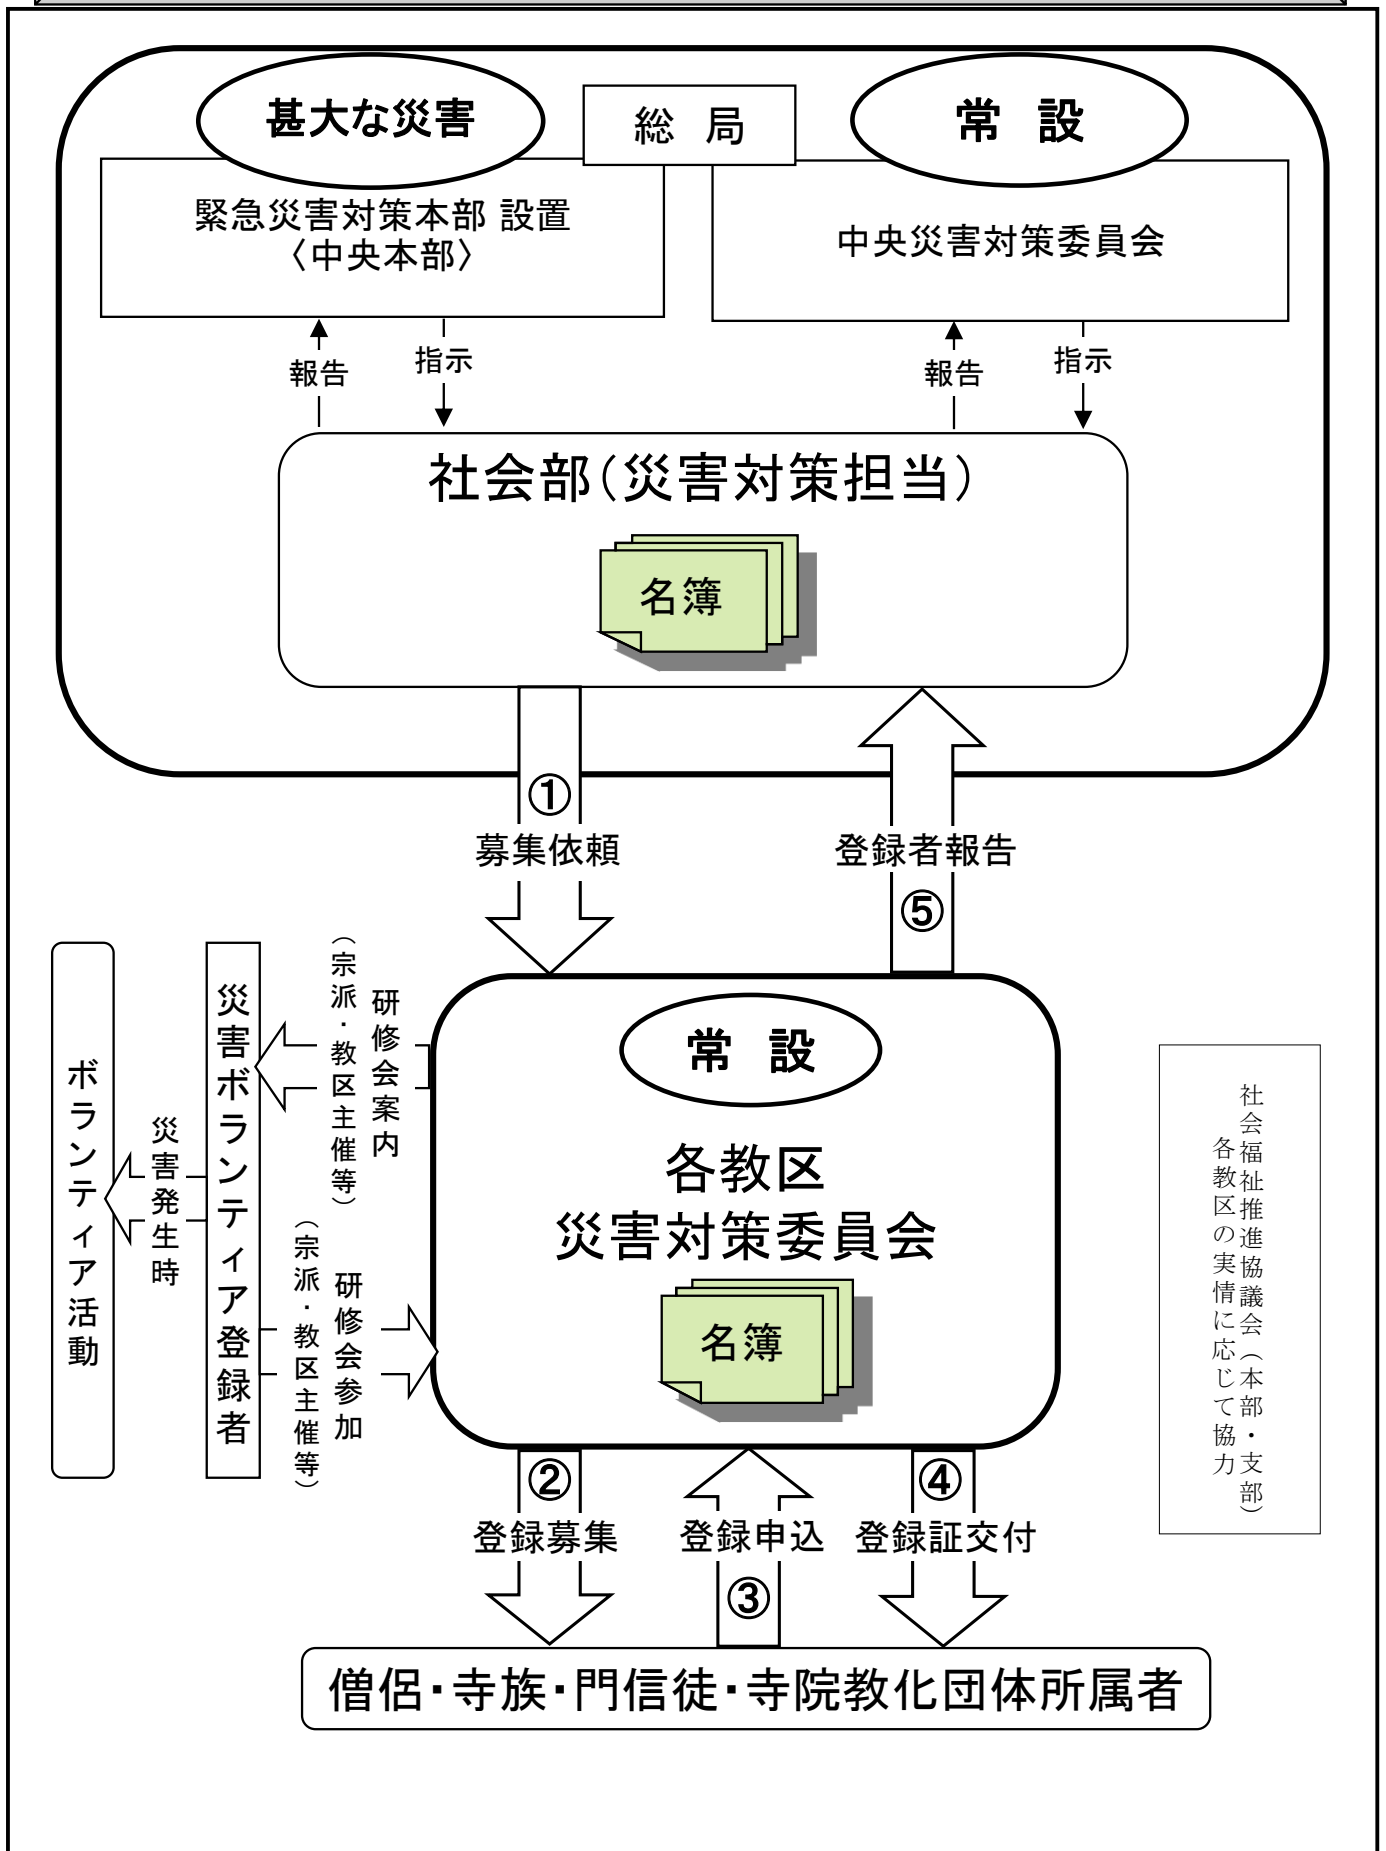 甚大な災害
総　局
常　設
緊急災害対策本部 設置
〈中央本部〉
中央災害対策委員会
報告
指示
報告
指示
社会部(災害対策担当)
名簿
①
募集依頼
登録者報告
⑤
ボランティア活動
災害発生時
災害ボランティア登録者
研修会案内
（宗派・教区主催等）
研修会参加
（宗派・教区主催等）
常　設
各教区
災害対策委員会
名簿
社会福祉推進協議会（本部・支部）
各教区の実情に応じて協力
②
登録募集
登録申込
③
④
登録証交付
僧侶・寺族・門信徒・寺院教化団体所属者